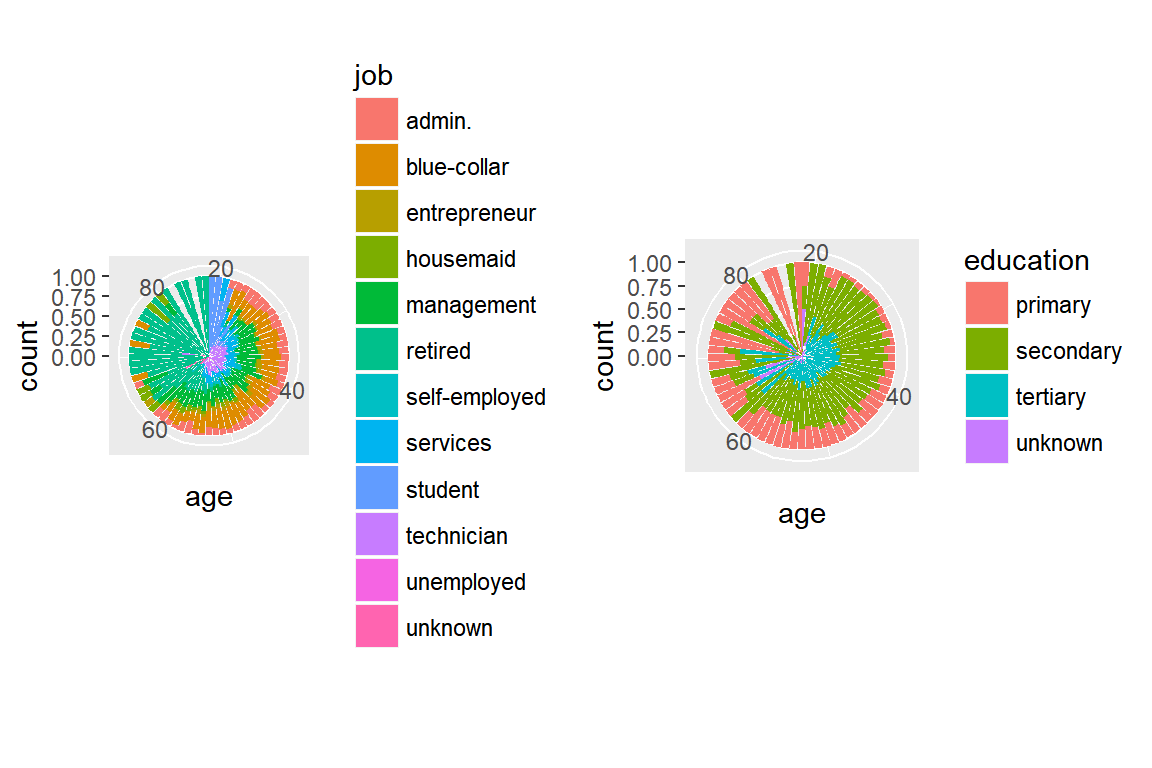 job
admin.
blue-collar
entrepreneur
housemaid
management
retired
self-employed
services
student
technician
unemployed
unknown
1.00
0.75
0.50
0.25
0.00
count
20
40
60
80
age
1.00
0.75
0.50
0.25
0.00
count
20
40
60
80
age
education
primary
secondary
tertiary
unknown